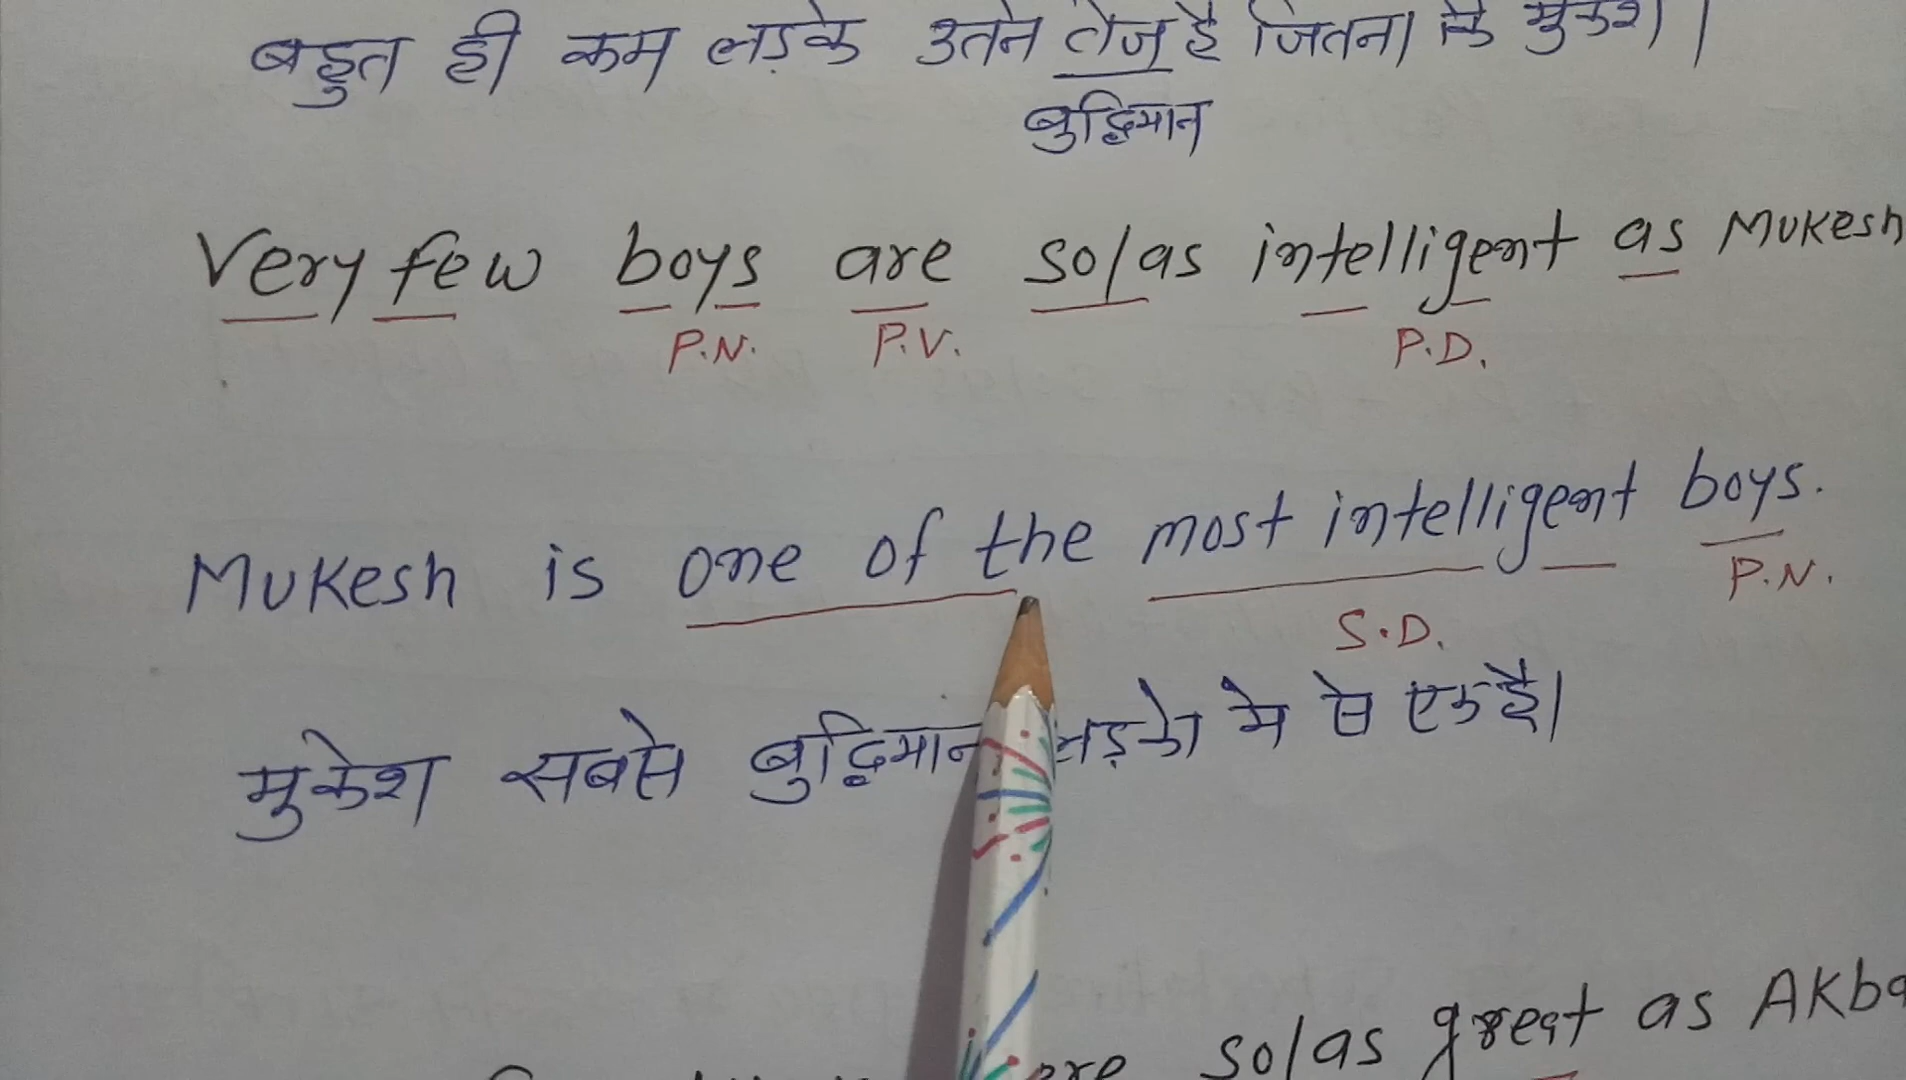 बहुत ही कम लड़के उतने तेज है जितना कि मुकेश।
बुद्धिमान
Very few boys are so/as intelligent as Mukesh
P.N. P.V. P.D.
Mukesh is one of the most intelligent boys.
S.D. P.N.
मुकेश सबसे बुद्धिमान लड़को मे से एक है।
so/as great as Akba